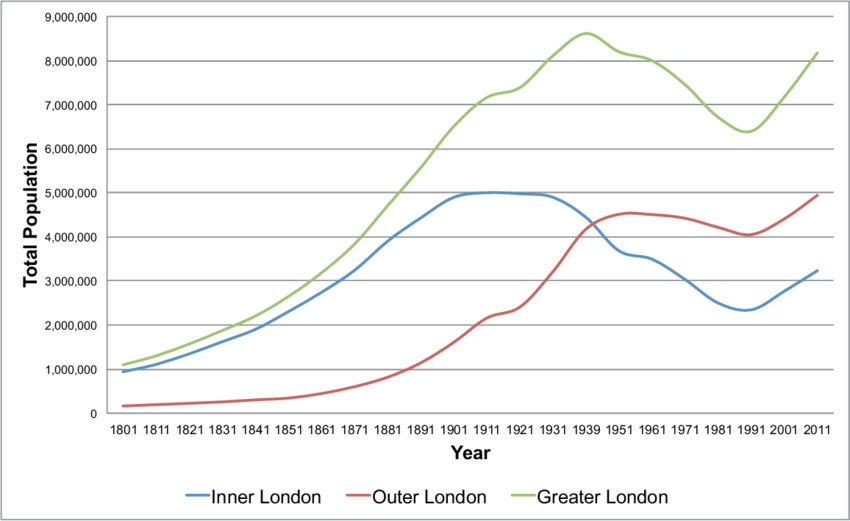 9,000,000
8,000,000
7,000,000
6,000,000
5,000,000
4,000,000
3,000,000
2,000,000
1,000,000
0
Total Population
1801 1811 1821 1831 1841 1851 1861 1871 1881 1891 1901 1911 1921 1931 1939 1951 1961 1971 1981 1991 2001 2011
Year
Inner London Outer London Greater London